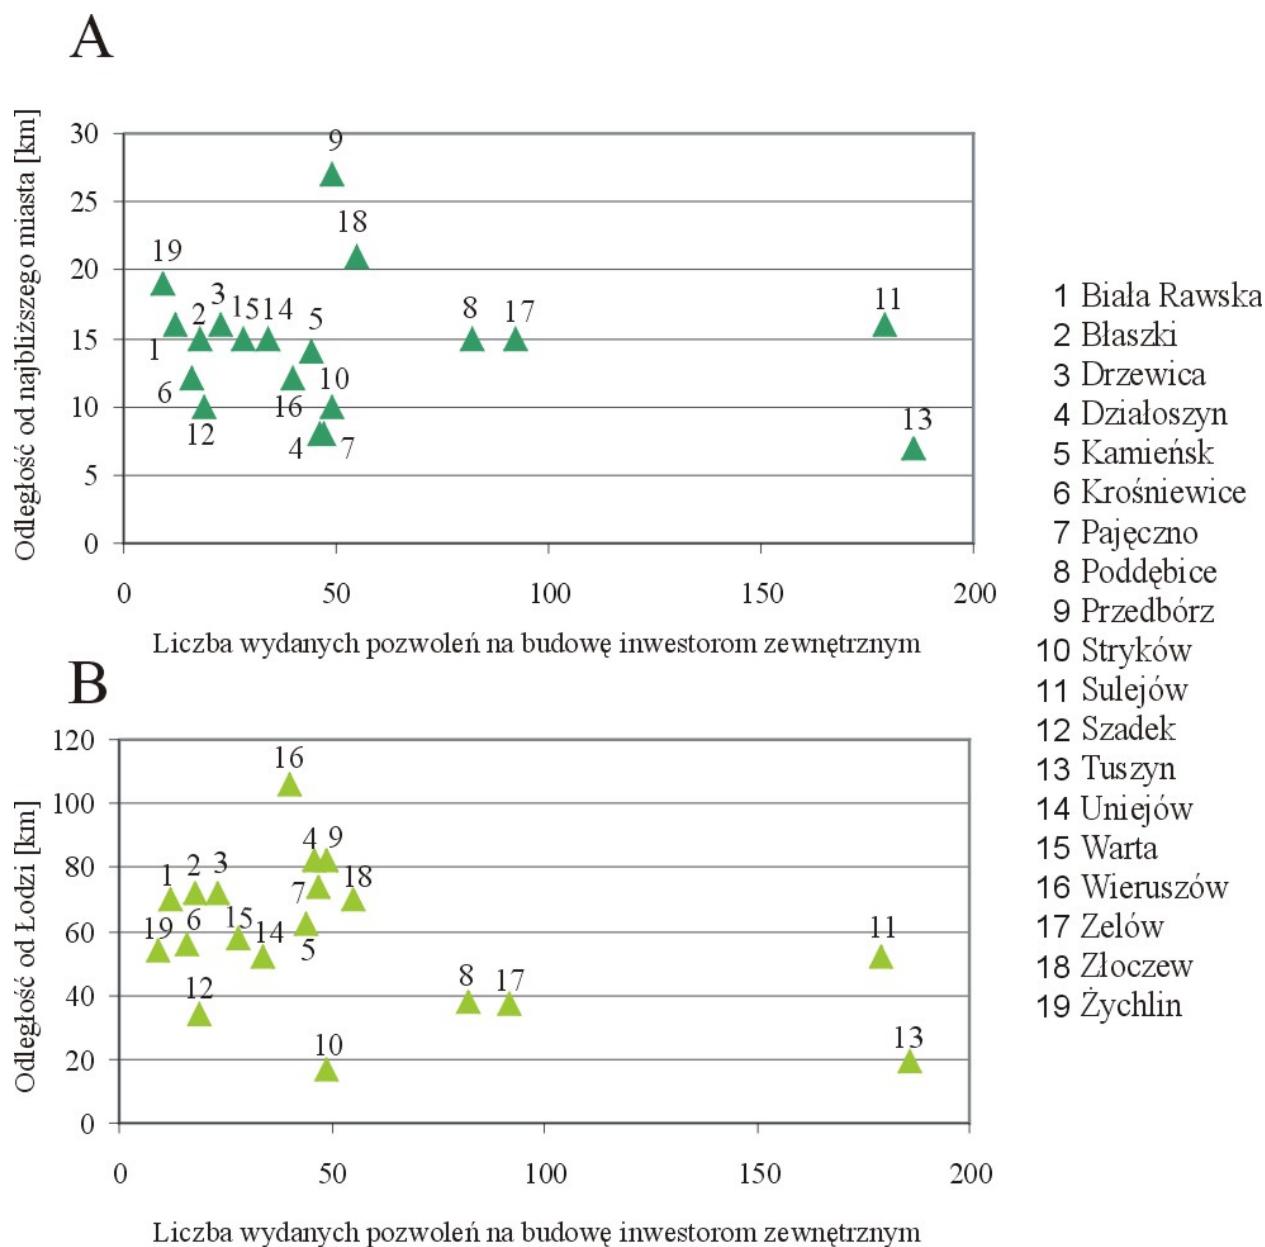 A
Odległość od najbliższego miasta [km]
30
25
20
15
10
5
0
9
18
19
3
2
15
14
5
8
17
11
1
6
12
16
10
4
7
13
0 50 100 150 200
Liczba wydanych pozwoleń na budowę inwestorom zewnętrznym
B
Odległość od Łodzi [km]
120
100
80
60
40
20
0
16
4 9
1 2 3
7
18
19 6 15 14
5
11
12
8 17
10
13
0 50 100 150 200
Liczba wydanych pozwoleń na budowę inwestorom zewnętrznym
1 Biała Rawska
2 Błaszki
3 Drzewica
4 Działoszyn
5 Kamieńsk
6 Krośniewice
7 Pajęczno
8 Poddębice
9 Przedbórz
10 Stryków
11 Sulejów
12 Szadek
13 Tuszyn
14 Uniejów
15 Warta
16 Wieruszów
17 Zelów
18 Złoczew
19 Żychlin